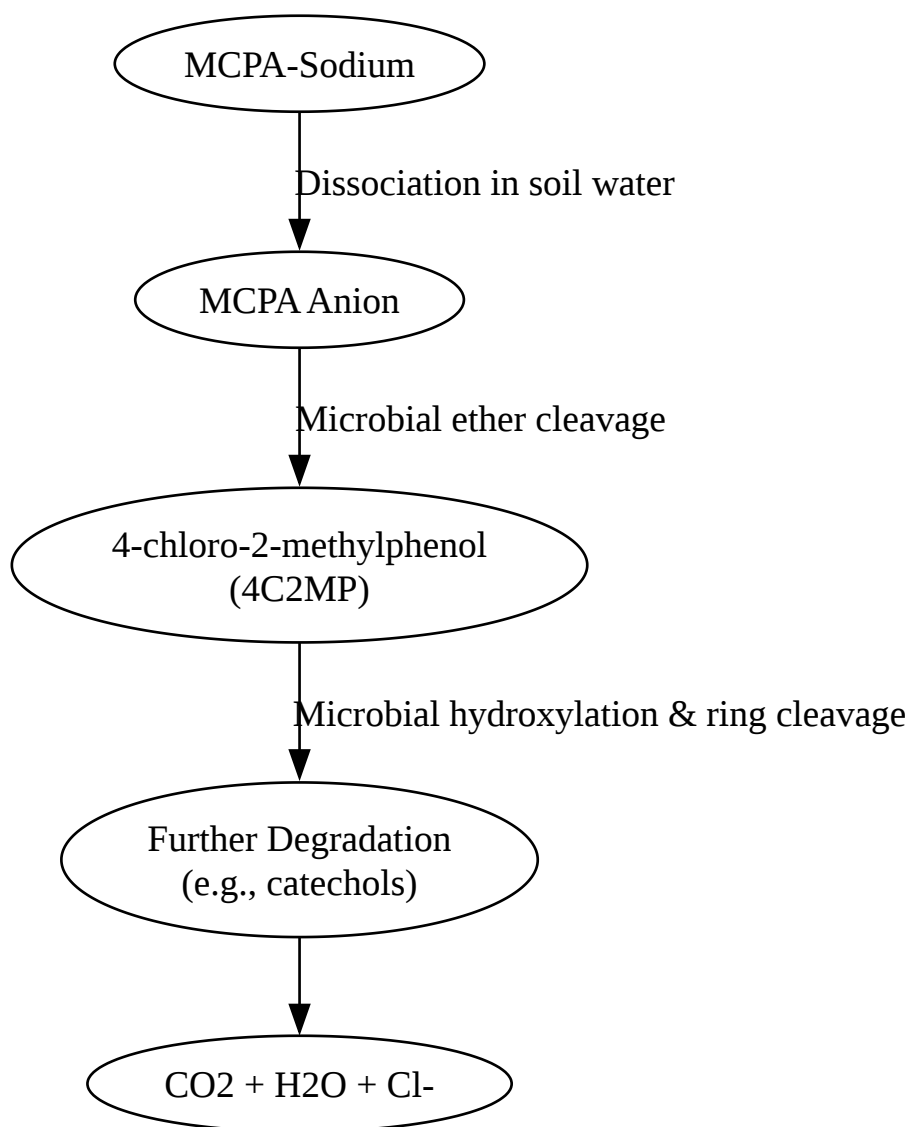 MCPA-Sodium
Dissociation in soil water
MCPA Anion
Microbial ether cleavage
4-chloro-2-methylphenol
(4C2MP)
Microbial hydroxylation & ring cleavage
Further Degradation
(e.g., catechols)
CO2 + H2O + Cl-